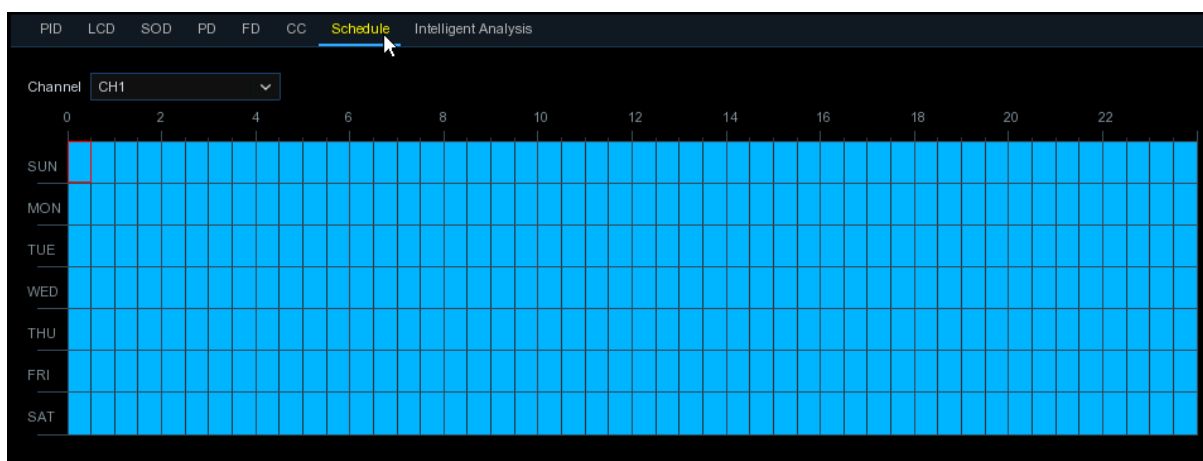 PID LCD SOD PD FD CC Schedule Intelligent Analysis
Channel CH1
0 2 4 6 8 10 12 14 16 18 20 22
SUN
MON
TUE
WED
THU
FRI
SAT